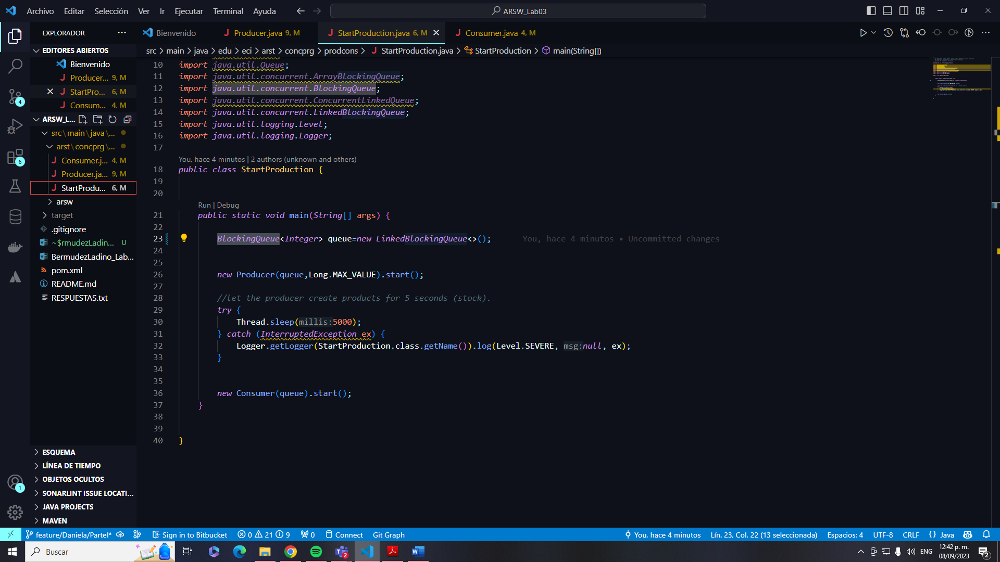 Archivo Editar Selección Ver Ir Ejecutar Terminal Ayuda
ARSW_Lab03
EXPLORADOR
Bienvenido
Producer.java 9, M
StartProduction.java 6, M
Consumer.java 4, M
EDITORES ABIERTOS
Bienvenido
Producer... 9, M
StartPro... 6, M
Consum... 4, M
ARSW_L...
src\main\java\...
arst\concprg\...
Consumer.j... 4, M
Producer.ja... 9, M
StartProdu... 6, M
arsw
target
.gitignore
~$rmudezLadin... U
BermudezLadino_Lab...
pom.xml
README.md
RESPUESTAS.txt
ESQUEMA
LÍNEA DE TIEMPO
OBJETOS OCULTOS
SONARLINT ISSUE LOCATI...
JAVA PROJECTS
MAVEN
4
6
1
src > main > java > edu > eci > arst > concprg > prodcons > StartProduction.java > StartProduction > main(String[])
10 import java.util.Queue;
11 import java.util.concurrent.ArrayBlockingQueue;
12 import java.util.concurrent.BlockingQueue;
13 import java.util.concurrent.ConcurrentLinkedQueue;
14 import java.util.concurrent.LinkedBlockingQueue;
15 import java.util.logging.Level;
16 import java.util.logging.Logger;
17
You, hace 4 minutos | 2 authors (unknown and others)
18 public class StartProduction {
19
20
Run | Debug
21 public static void main(String[] args) {
22
23 BlockingQueue<Integer> queue=new LinkedBlockingQueue<>(); You, hace 4 minutos • Uncommitted changes
24
25
26 new Producer(queue,Long.MAX_VALUE).start();
27
28 //let the producer create products for 5 seconds (stock).
29 try {
30 Thread.sleep(millis:5000);
31 } catch (InterruptedException ex) {
32 Logger.getLogger(StartProduction.class.getName()).log(Level.SEVERE, msg:null, ex);
33 }
34
35
36 new Consumer(queue).start();
37 }
38
39
40 }
feature/Daniela/ParteI* Sign in to Bitbucket 0 21 9 0 Connect Git Graph You, hace 4 minutos Lín. 23, Col. 22 (13 seleccionada) Espacios: 4 UTF-8 CRLF {} Java
Buscar
2
ENG
12:42 p. m.
08/09/2023
2